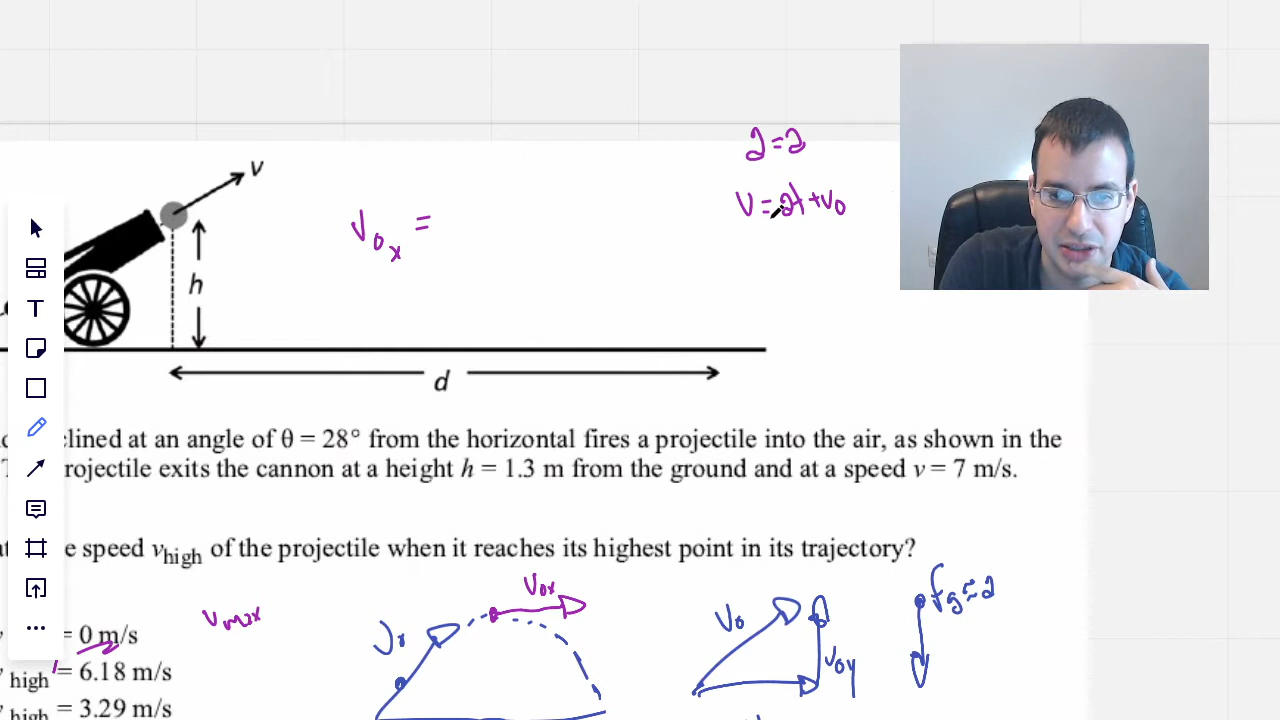 a = a
v
V = at + v0
V0x =
h
d
clined at an angle of θ = 28° from the horizontal fires a projectile into the air, as shown in the
rojectile exits the cannon at a height h = 1.3 m from the ground and at a speed v = 7 m/s.
e speed vhigh of the projectile when it reaches its highest point in its trajectory?
V0x
Vmax
V0
fg = a
= 0 m/s
V0y
high = 6.18 m/s
high = 3.29 m/s
T